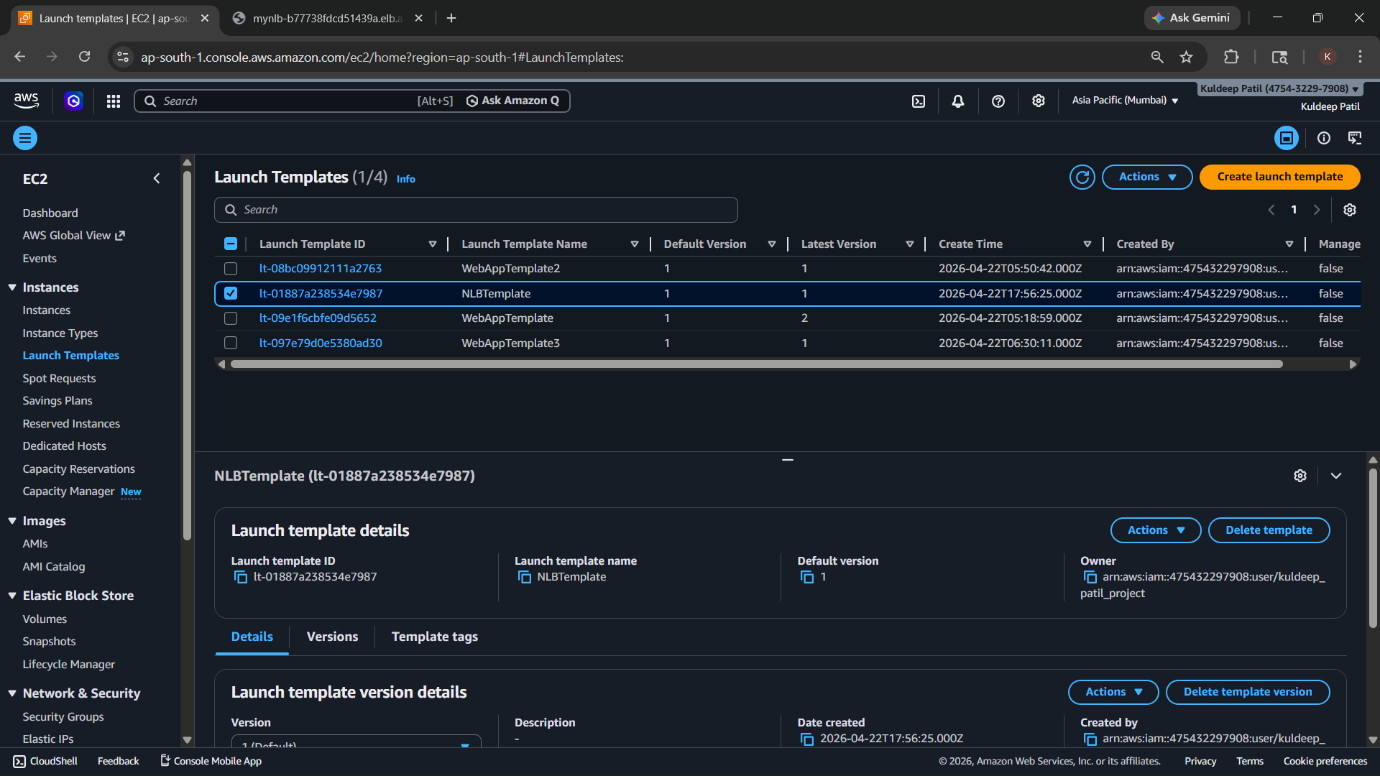 Launch templates | EC2 | ap-sou
mynlb-b77738fdcd51439a.elb.a
Ask Gemini
ap-south-1.console.aws.amazon.com/ec2/home?region=ap-south-1#LaunchTemplates:
K
aws
Search
[Alt+S]
Ask Amazon Q
Asia Pacific (Mumbai)
Kuldeep Patil (4754-3229-7908)
Kuldeep Patil
EC2
Dashboard
AWS Global View
Events
Instances
Instances
Instance Types
Launch Templates
Spot Requests
Savings Plans
Reserved Instances
Dedicated Hosts
Capacity Reservations
Capacity Manager New
Images
AMIs
AMI Catalog
Elastic Block Store
Volumes
Snapshots
Lifecycle Manager
Network & Security
Security Groups
Elastic IPs
Launch Templates (1/4) Info
Actions
Create launch template
Search
1
Launch Template ID Launch Template Name Default Version Latest Version Create Time Created By Manage
lt-08bc09912111a2763 WebAppTemplate2 1 1 2026-04-22T05:50:42.000Z arn:aws:iam::475432297908:us... false
lt-01887a238534e7987 NLBTemplate 1 1 2026-04-22T17:56:25.000Z arn:aws:iam::475432297908:us... false
lt-09e1f6cbfe09d5652 WebAppTemplate 1 2 2026-04-22T05:18:59.000Z arn:aws:iam::475432297908:us... false
lt-097e79d0e5380ad30 WebAppTemplate3 1 1 2026-04-22T06:30:11.000Z arn:aws:iam::475432297908:us... false
NLBTemplate (lt-01887a238534e7987)
Launch template details
Actions
Delete template
Launch template ID
lt-01887a238534e7987
Launch template name
NLBTemplate
Default version
1
Owner
arn:aws:iam::475432297908:user/kuldeep_
patil_project
Details Versions Template tags
Launch template version details
Actions
Delete template version
Version
1 (Default)
Description
-
Date created
2026-04-22T17:56:25.000Z
Created by
arn:aws:iam::475432297908:user/kuldeep_
CloudShell Feedback Console Mobile App
© 2026, Amazon Web Services, Inc. or its affiliates. Privacy Terms Cookie preferences